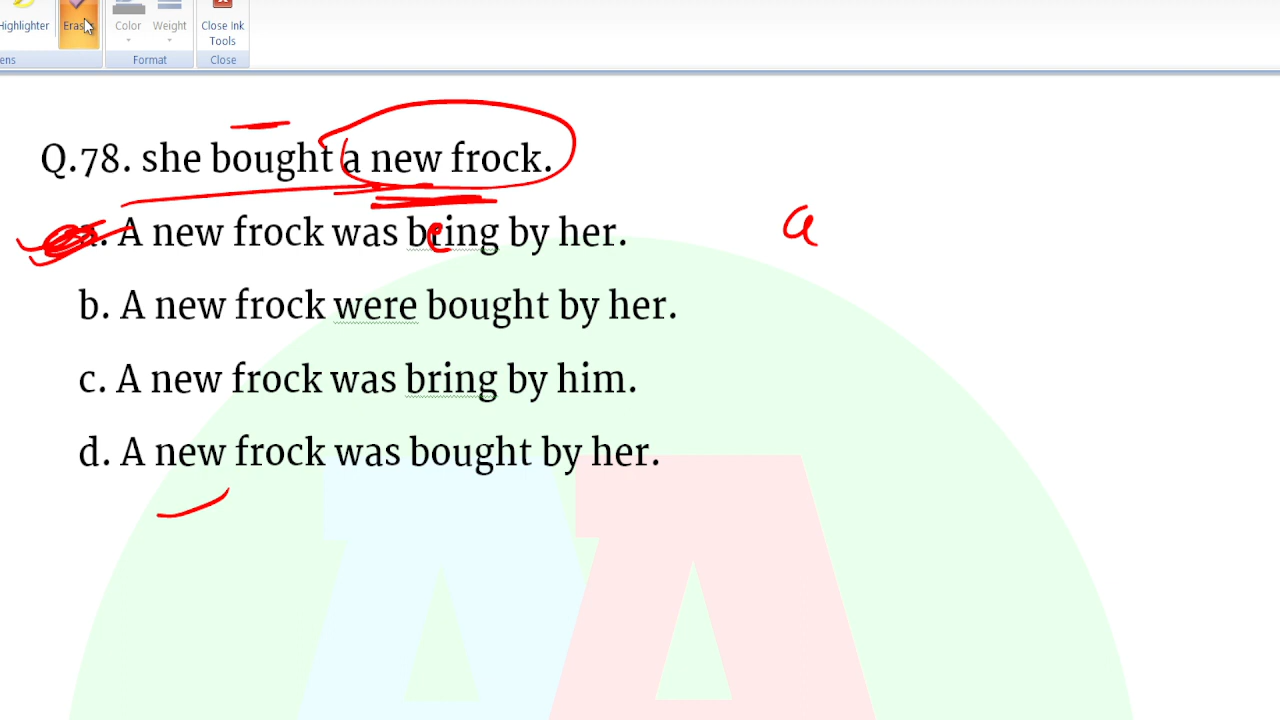 Highlighter Eras Color Weight Close Ink Tools
ens Format Close
Q.78. she bought a new frock.
a. A new frock was bring by her.
a
b. A new frock were bought by her.
c. A new frock was bring by him.
d. A new frock was bought by her.